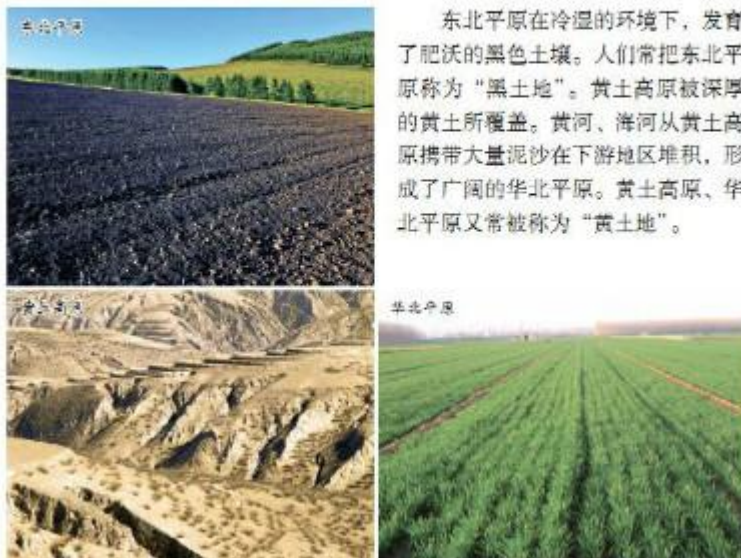 东北平原
东北平原在冷湿的环境下，发育
了肥沃的黑色土壤。人们常把东北平
原称为“黑土地”。黄土高原被深厚
的黄土所覆盖。黄河、海河从黄土高
原携带大量泥沙在下游地区堆积，形
成了广阔的华北平原。黄土高原、华
北平原又常被称为“黄土地”。
黄土高原
华北平原